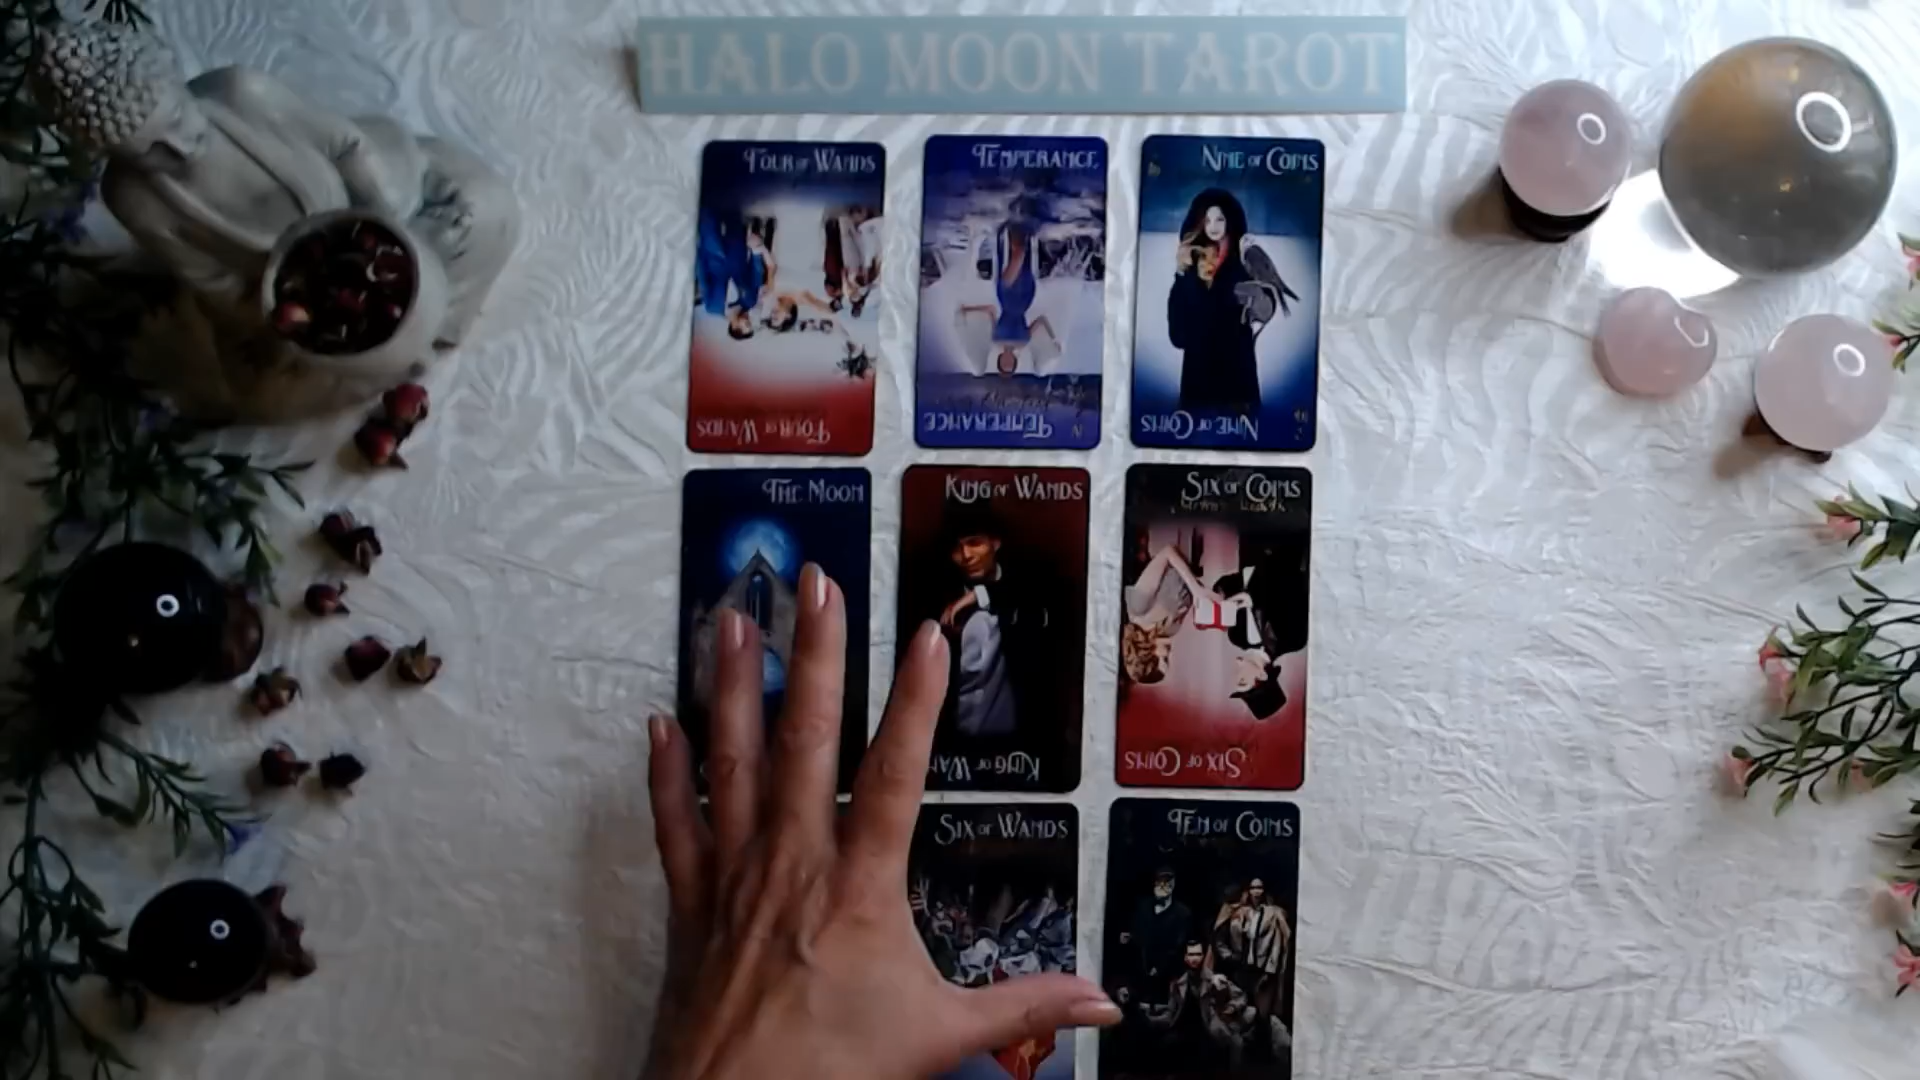 HALO MOON TAROT
FOUR OF WANDS
TEMPERANCE
NINE OF COINS
FOUR OF WANDS
TEMPERANCE
NINE OF COINS
THE MOON
KING OF WANDS
SIX OF COINS
KING OF WAN
SIX OF COINS
SIX OF WANDS
TEN OF COINS